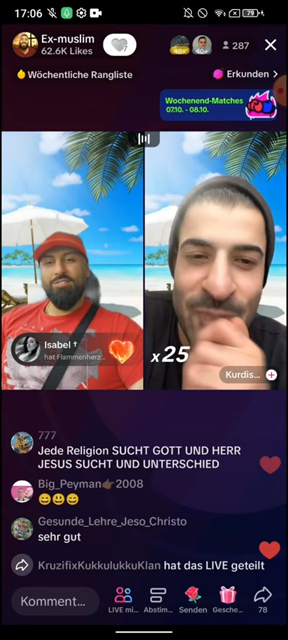 17:06
79
Ex-muslim
62.6K Likes
287
Wöchentliche Rangliste
Erkunden >
Wochenend-Matches
07.10. - 08.10.
Isabel †
hat Flammenherz...
x25
Kurdis...
777
Jede Religion SUCHT GOTT UND HERR
JESUS SUCHT UND UNTERSCHIED
Big_Peyman👉🏾2008
😄😃😄
Gesunde_Lehre_Jeso_Christo
sehr gut
KruzifixKukkulukkuKlan hat das LIVE geteilt
Komment...
LIVE mi...
Abstim...
Senden
Gesche...
78